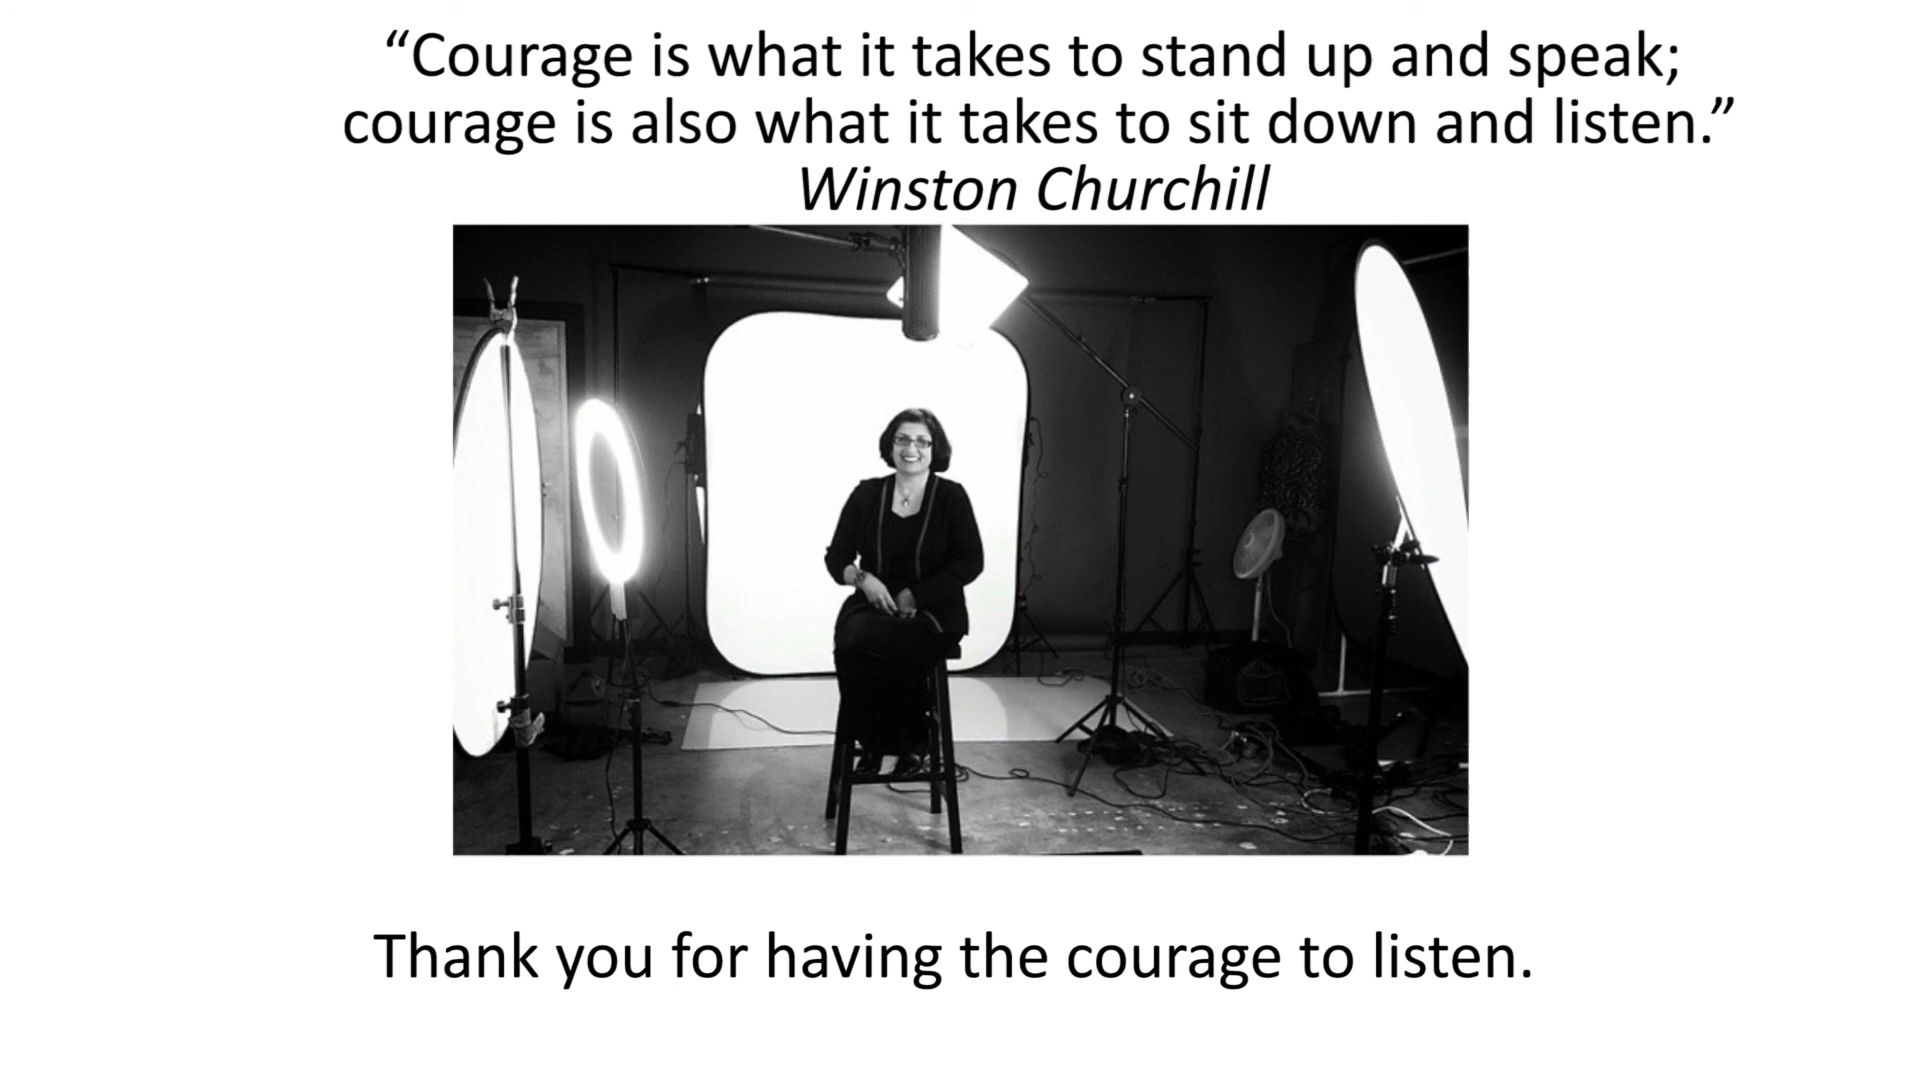 “Courage is what it takes to stand up and speak;
courage is also what it takes to sit down and listen.”
Winston Churchill
Thank you for having the courage to listen.